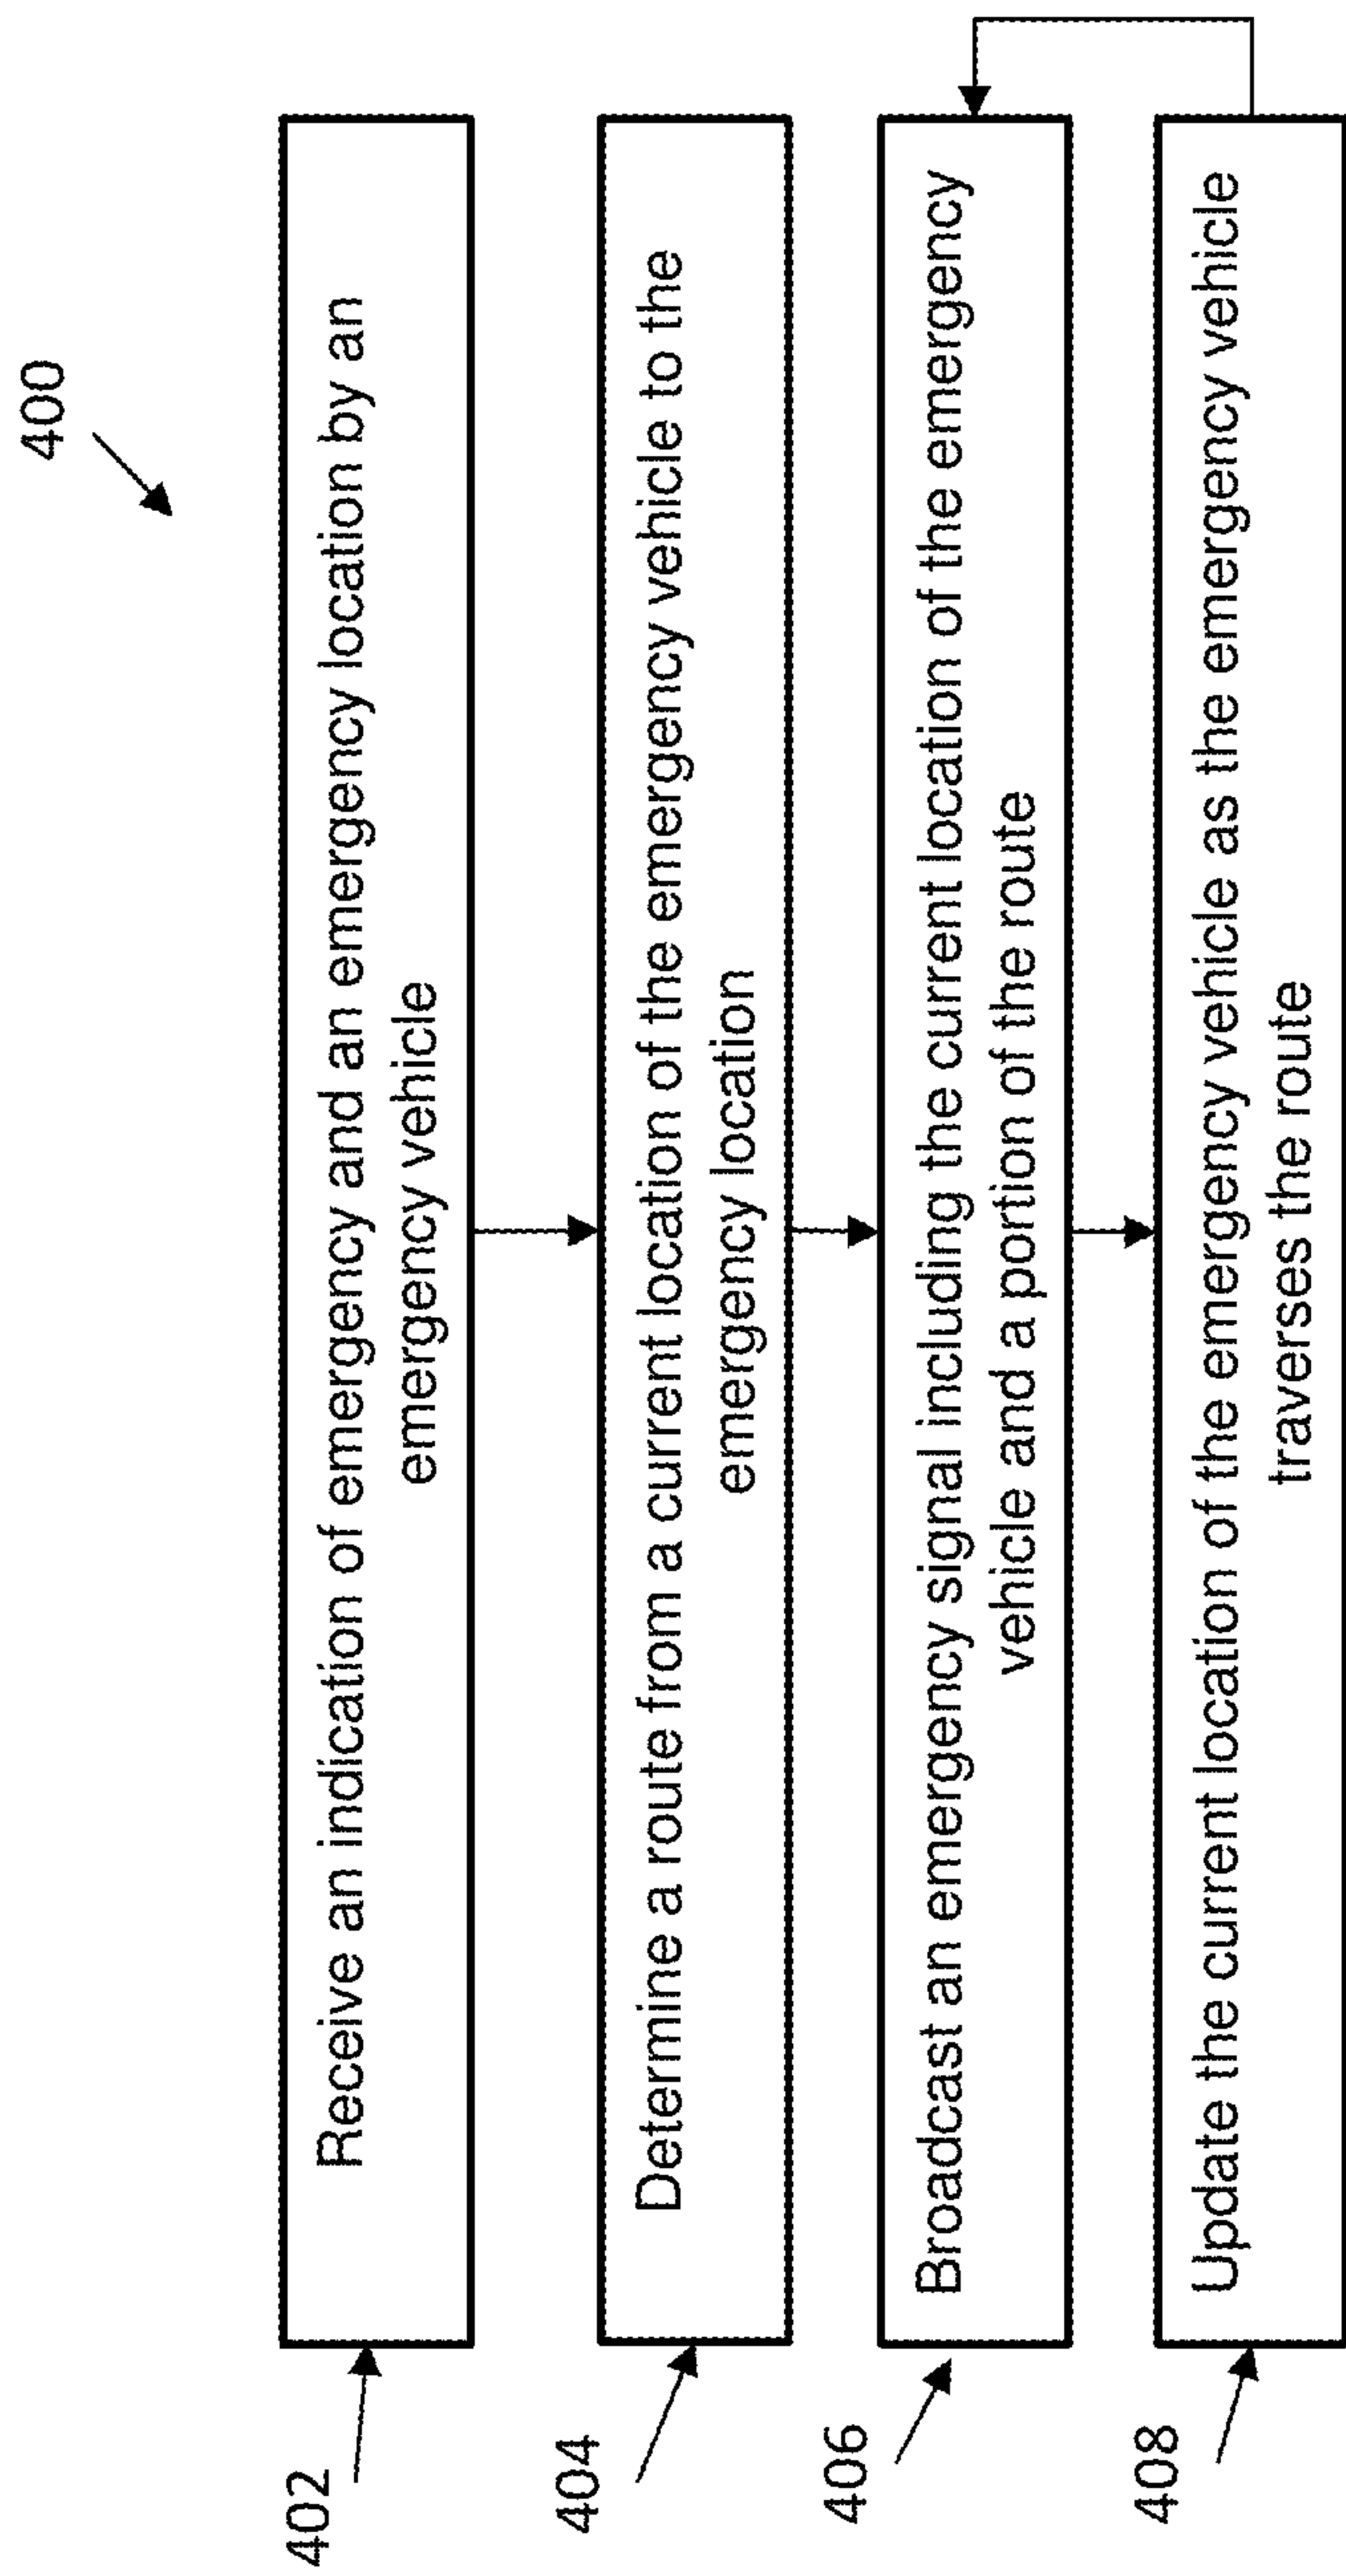 400
402
Receive an indication of emergency and an emergency location by an
emergency vehicle
404
Determine a route from a current location of the emergency vehicle to the
emergency location
406
Broadcast an emergency signal including the current location of the emergency
vehicle and a portion of the route
408
Update the current location of the emergency vehicle as the emergency vehicle
traverses the route